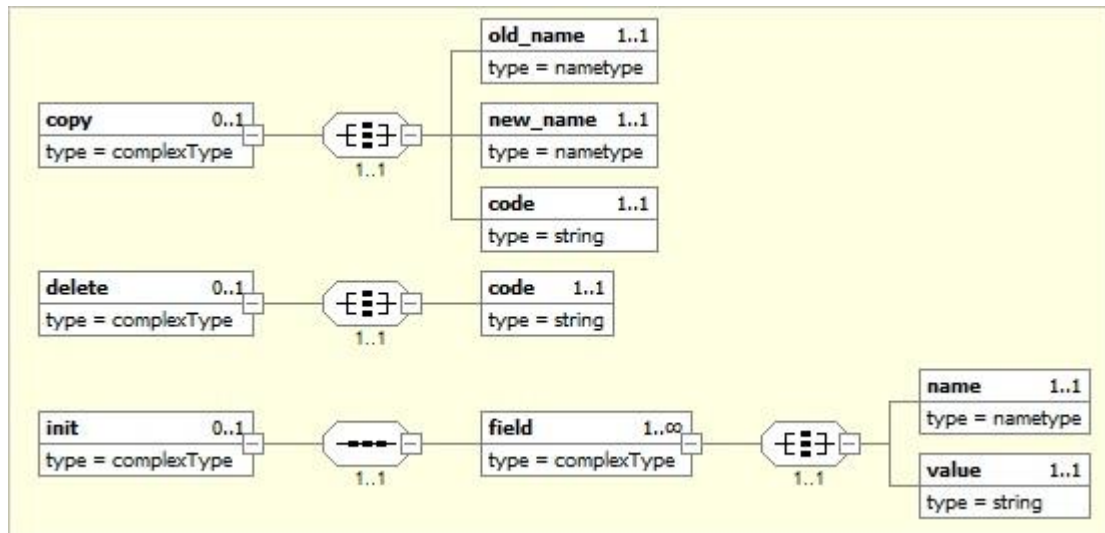 old_name 1..1
type = nametype
copy 0..1
type = complexType
1..1
new_name 1..1
type = nametype
code 1..1
type = string
delete 0..1
type = complexType
1..1
code 1..1
type = string
init 0..1
type = complexType
1..1
field 1..∞
type = complexType
1..1
name 1..1
type = nametype
value 1..1
type = string